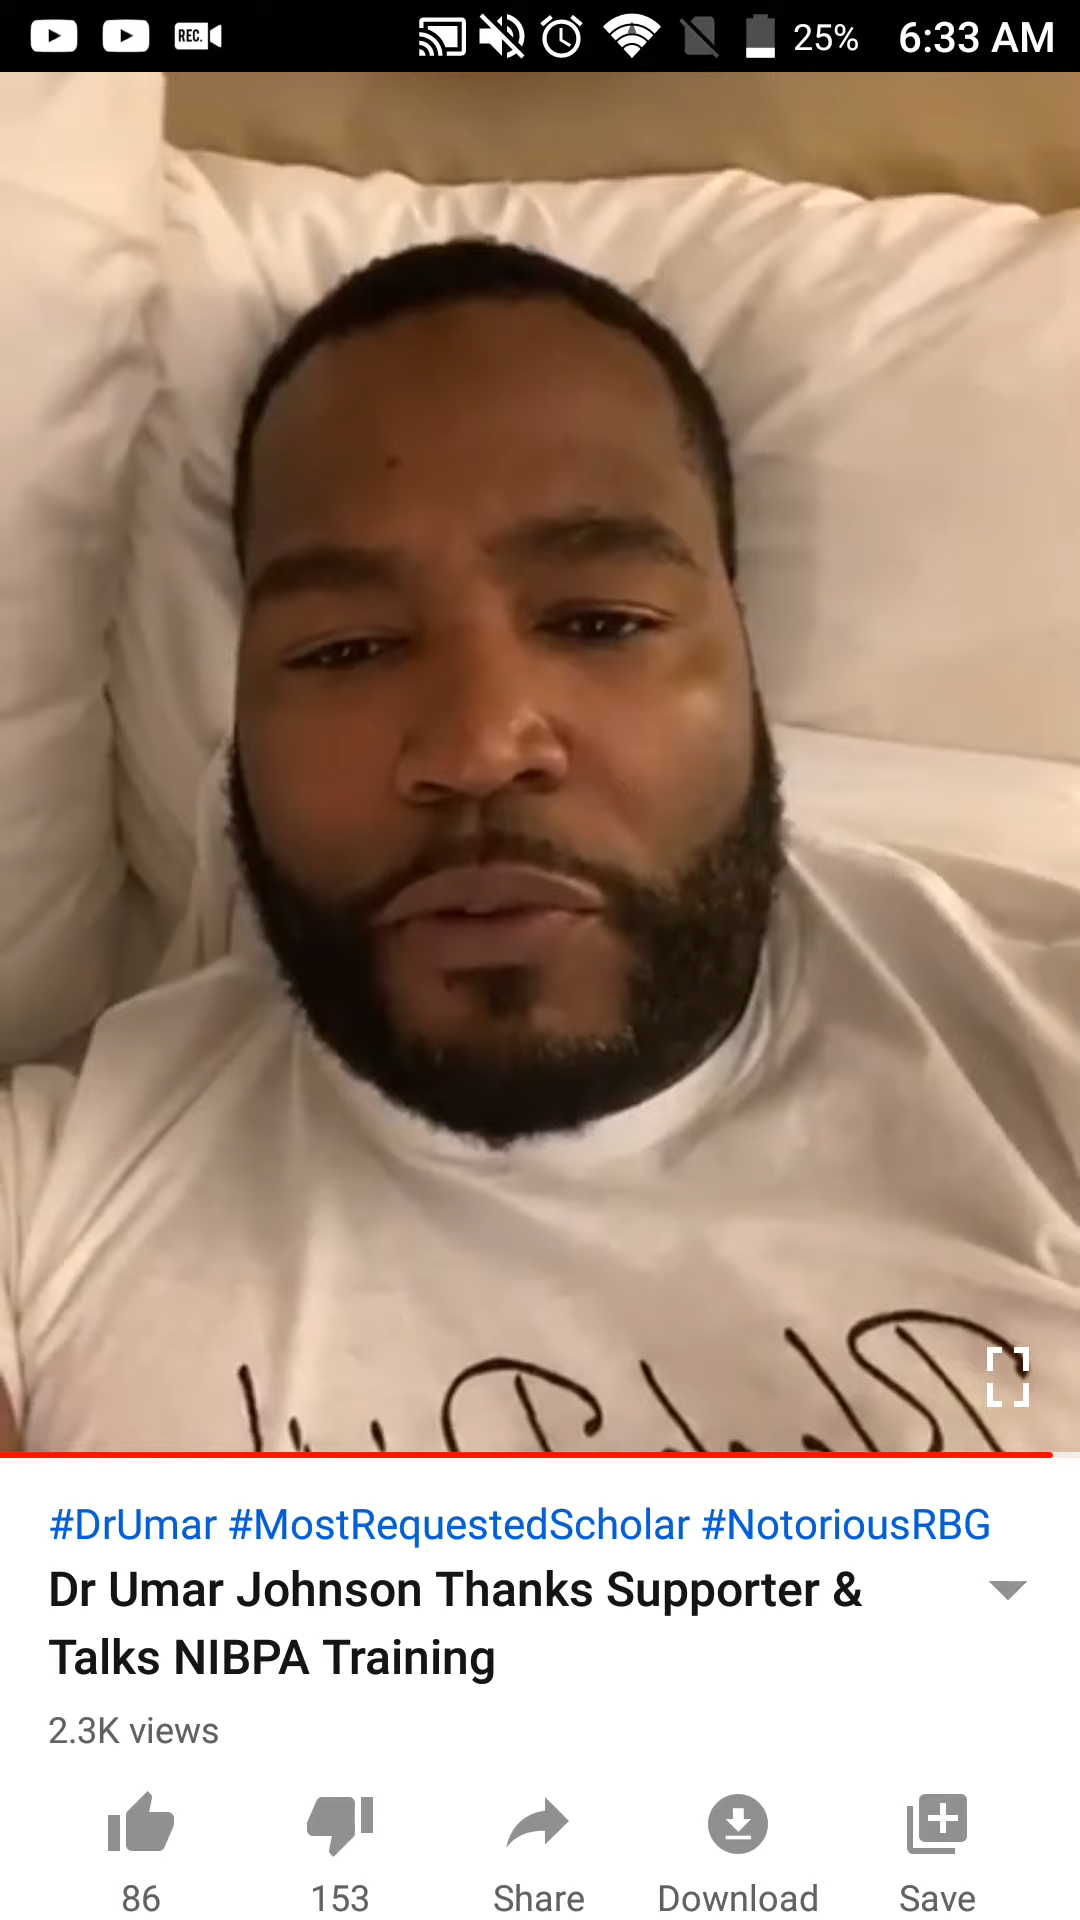 REC.
25%
6:33 AM
#DrUmar #MostRequestedScholar #NotoriousRBG
Dr Umar Johnson Thanks Supporter &
Talks NIBPA Training
2.3K views
86
153
Share
Download
Save